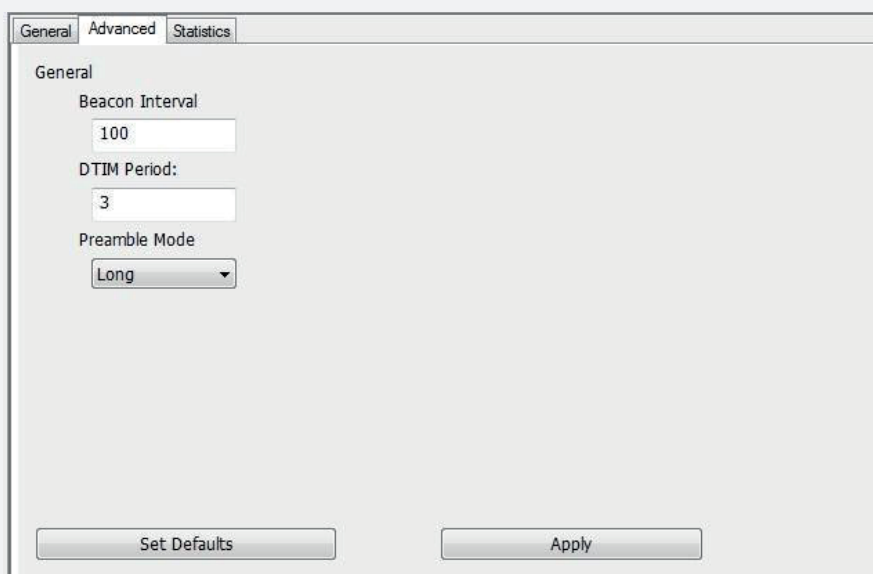 General Advanced Statistics
General
Beacon Interval
100
DTIM Period:
3
Preamble Mode
Long
Set Defaults Apply